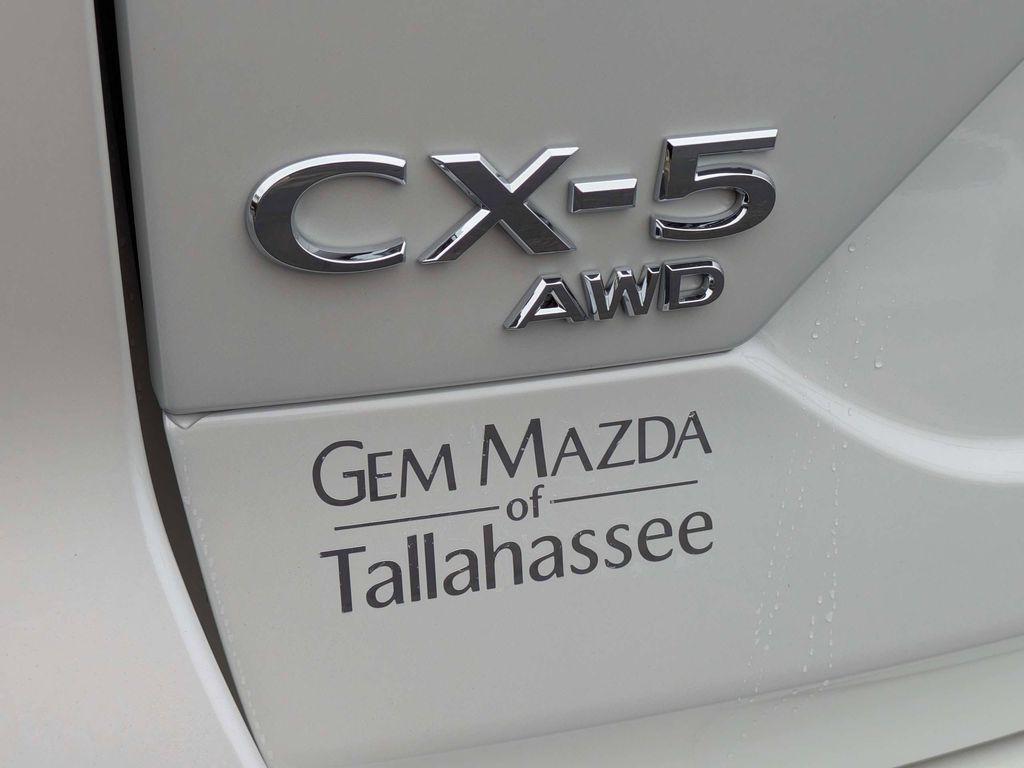 CX-5
AWD
GEM MAZDA
of
Tallahassee